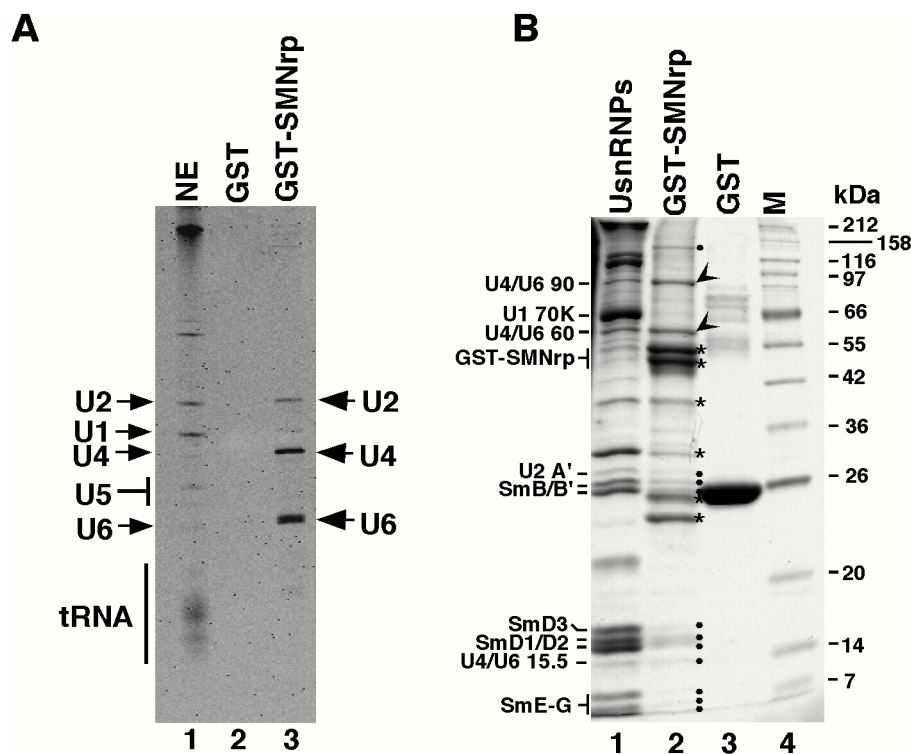 A
NE
GST
GST-SMNrp
U2
U1
U4
U5
U6
tRNA
U2
U4
U6
1 2 3
B
UsnRNPs
GST-SMNrp
GST
M
kDa
U4/U6 90
U1 70K
U4/U6 60
GST-SMNrp
U2 A'
SmB/B'
SmD3
SmD1/D2
U4/U6 15.5
SmE-G
*
*
*
*
*
*
212
158
116
97
66
55
42
36
26
20
14
7
1 2 3 4